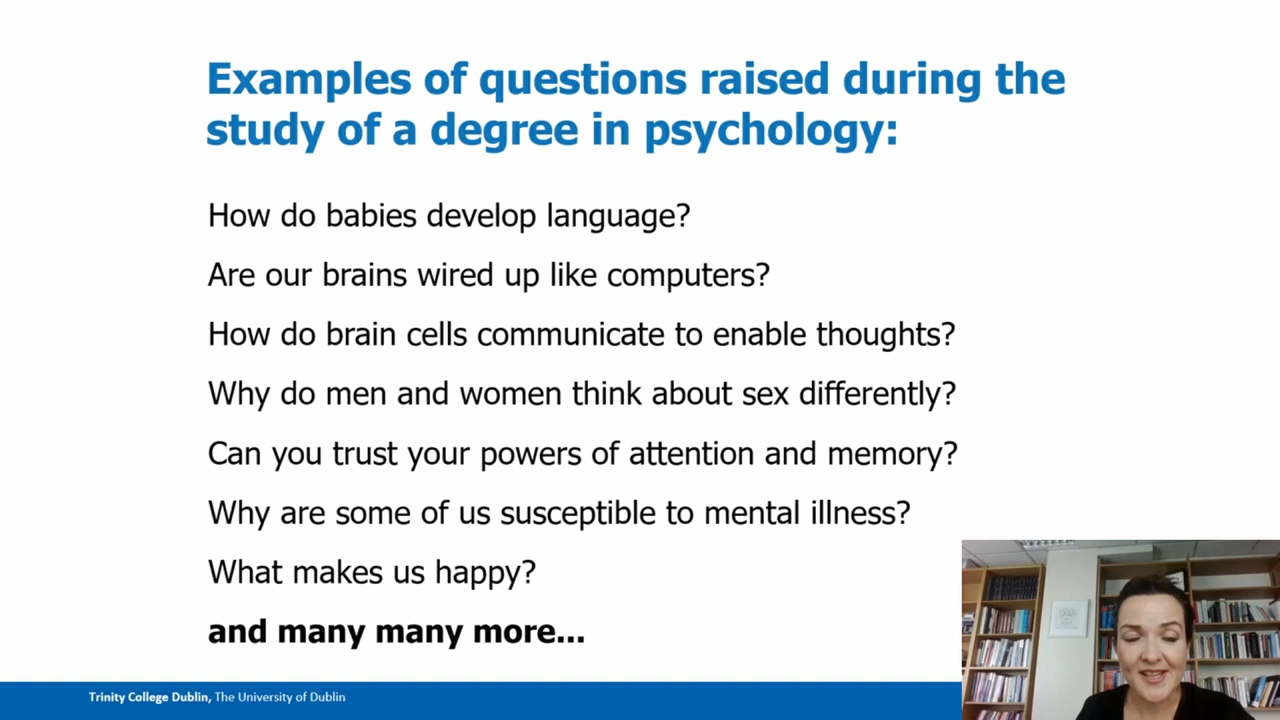 Examples of questions raised during the
study of a degree in psychology:
How do babies develop language?
Are our brains wired up like computers?
How do brain cells communicate to enable thoughts?
Why do men and women think about sex differently?
Can you trust your powers of attention and memory?
Why are some of us susceptible to mental illness?
What makes us happy?
and many many more...
Trinity College Dublin, The University of Dublin